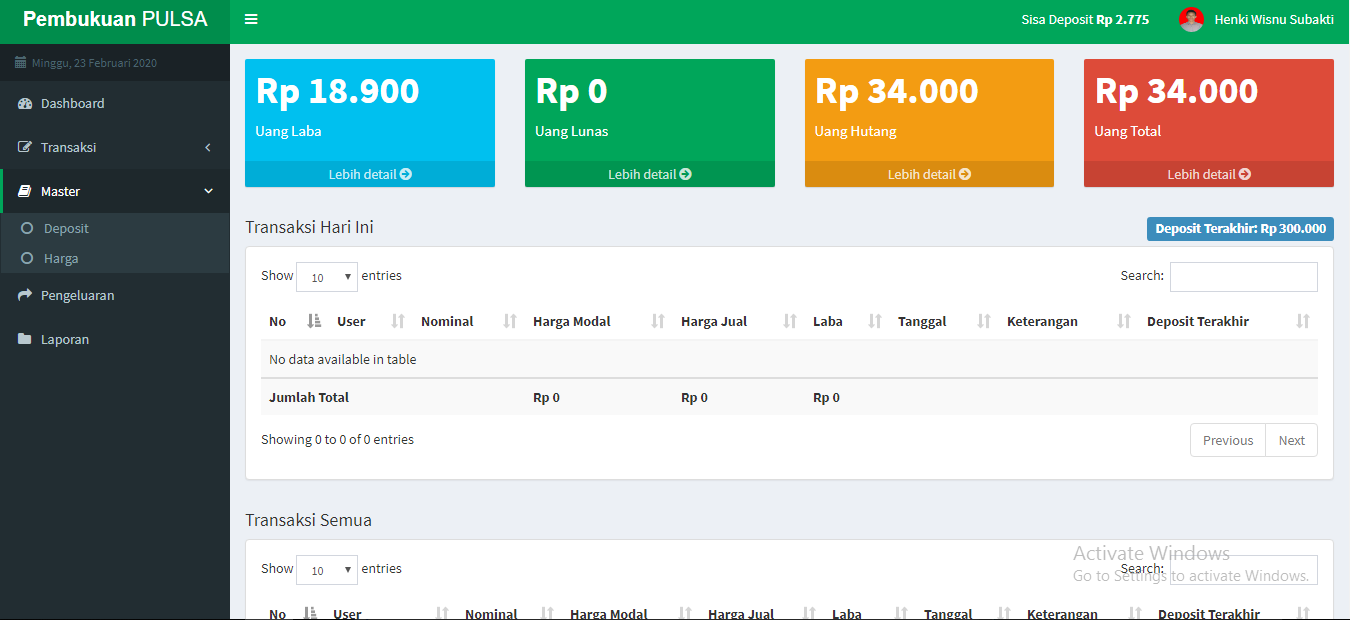 Pembukuan PULSA
Sisa Deposit Rp 2.775
Henki Wisnu Subakti
Minggu, 23 Februari 2020
Dashboard
Transaksi
Master
Deposit
Harga
Pengeluaran
Laporan
Rp 18.900
Uang Laba
Lebih detail
Rp 0
Uang Lunas
Lebih detail
Rp 34.000
Uang Hutang
Lebih detail
Rp 34.000
Uang Total
Lebih detail
Transaksi Hari Ini
Deposit Terakhir: Rp 300.000
Show 10 entries
Search:
No User Nominal Harga Modal Harga Jual Laba Tanggal Keterangan Deposit Terakhir
No data available in table
Jumlah Total Rp 0 Rp 0 Rp 0
Showing 0 to 0 of 0 entries
Previous Next
Transaksi Semua
Show 10 entries
Search:
Activate Windows
Go to Settings to activate Windows.
No User Nominal Harga Modal Harga Jual Laba Tanggal Keterangan Deposit Terakhir